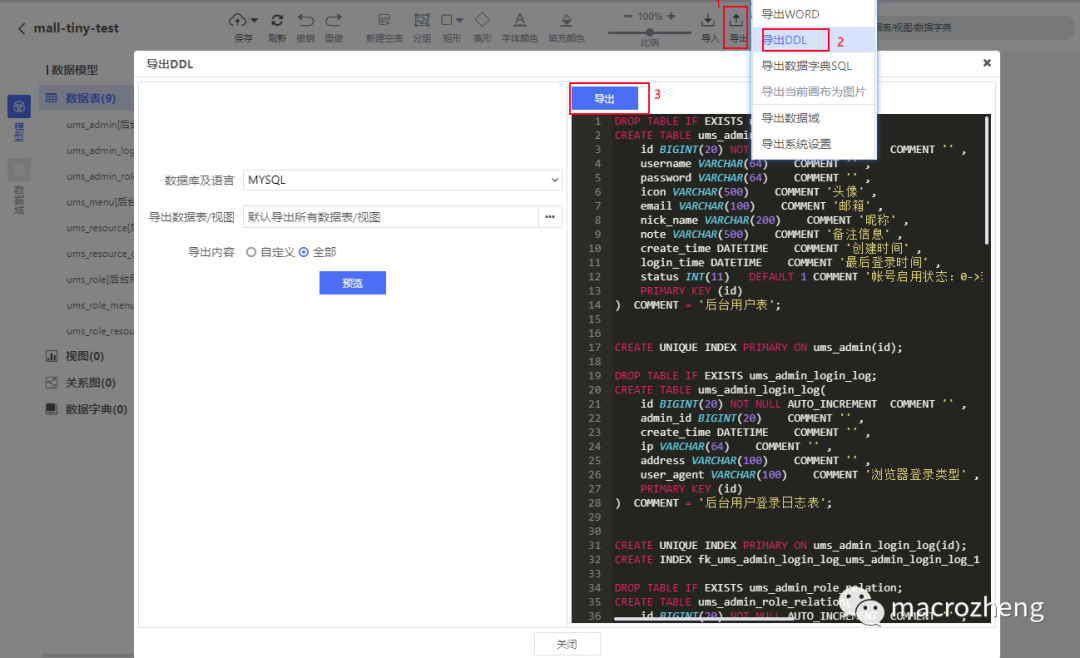 mall-tiny-test
保存
刷新
撤销
重做
新建空表
分组
矩形
菱形
字体颜色
填充颜色
100%
比例
导入
导出
1
表/视图/数据字典
导出WORD
导出DDL
2
导出数据字典SQL
导出当前画布为图片
导出数据域
导出系统设置
模型
数据域
数据模型
数据表(9)
ums_admin[后台
ums_admin_log
ums_admin_role
ums_menu[后台
ums_resource[后
ums_resource_c
ums_role[后台用
ums_role_menu
ums_role_resou
视图(0)
关系图(0)
数据字典(0)
导出DDL
数据库及语言
MYSQL
导出数据表/视图
默认导出所有数据表/视图
...
导出内容
自定义
全部
预览
导出
3
1 DROP TABLE IF EXISTS
2 CREATE TABLE ums_admin
3 id BIGINT(20) NOT COMMENT '' ,
4 username VARCHAR(64) COMMENT '' ,
5 password VARCHAR(64) COMMENT '' ,
6 icon VARCHAR(500) COMMENT '头像' ,
7 email VARCHAR(100) COMMENT '邮箱' ,
8 nick_name VARCHAR(200) COMMENT '昵称' ,
9 note VARCHAR(500) COMMENT '备注信息' ,
10 create_time DATETIME COMMENT '创建时间' ,
11 login_time DATETIME COMMENT '最后登录时间' ,
12 status INT(11) DEFAULT 1 COMMENT '帐号启用状态：0->
13 PRIMARY KEY (id)
14 ) COMMENT = '后台用户表';
15
16
17 CREATE UNIQUE INDEX PRIMARY ON ums_admin(id);
18
19 DROP TABLE IF EXISTS ums_admin_login_log;
20 CREATE TABLE ums_admin_login_log(
21 id BIGINT(20) NOT NULL AUTO_INCREMENT COMMENT '' ,
22 admin_id BIGINT(20) COMMENT '' ,
23 create_time DATETIME COMMENT '' ,
24 ip VARCHAR(64) COMMENT '' ,
25 address VARCHAR(100) COMMENT '' ,
26 user_agent VARCHAR(100) COMMENT '浏览器登录类型' ,
27 PRIMARY KEY (id)
28 ) COMMENT = '后台用户登录日志表';
29
30
31 CREATE UNIQUE INDEX PRIMARY ON ums_admin_login_log(id);
32 CREATE INDEX fk_ums_admin_login_log_ums_admin_login_log_1
33
34 DROP TABLE IF EXISTS ums_admin_role_relation;
35 CREATE TABLE ums_admin_role_relation(
36 id BIGINT(20) NOT NULL AUTO_INCREMENT COMMENT '' ,
macrozheng
关闭